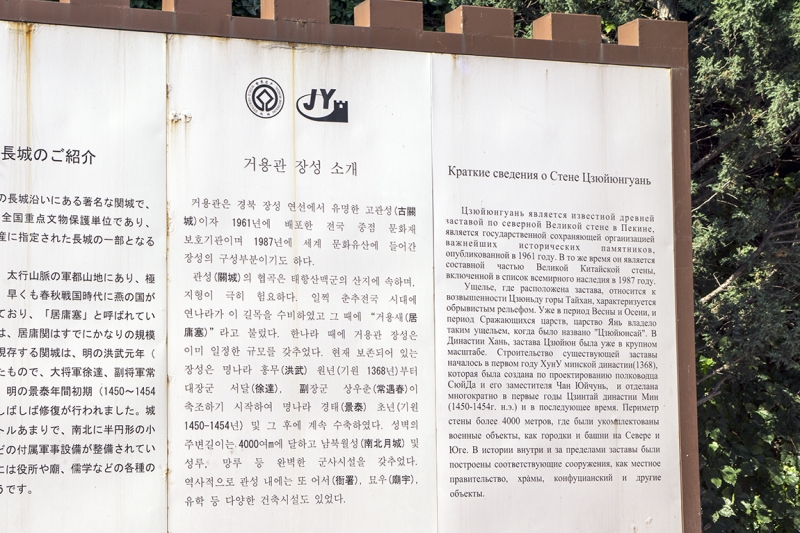 長城のご紹介
の長城沿いにある著名な関城で、
全国重点文物保護単位であり、
産に指定された長城の一部となる
太行山脈の軍都山地にあり、極
早くも春秋戦国時代に燕の国が
ており、「居庸塞」と呼ばれてい
は、居庸関はすでにかなりの規模
現存する関城は、明の洪武元年（
たもので、大将軍徐達、副将軍常
明の景泰年間初期（1450～1454
しばしば修復が行われました。城
トルあまりで、南北に半円形の小
どの付属軍事設備が整備されてい
には役所や廟、儒学などの各種の
うです。
JY
거용관 장성 소개
거용관은 경북 장성 연선에서 유명한 고관성(古關
城)이자 1961년에 배포한 전국 중점 문화재
보호기관이며 1987년에 세계 문화유산에 들어간
장성의 구성부분이기도 하다.
관성(關城)의 협곡은 태항산맥군의 산지에 속하며,
지형이 극히 험요하다. 일찍 춘추전국 시대에
연나라가 이 길목을 수비하였고 그 때에 "거용새(居
庸塞)"라고 불렀다. 한나라 때에 거용관 장성은
이미 일정한 규모를 갖추었다. 현재 보존되어 있는
장성은 명나라 홍무(洪武) 원년(기원 1368년)부터
대장군 서달(徐達), 副장군 상우춘(常遇春)이
축조하기 시작하여 명나라 경태(景泰) 초년(기원
1450-1454년) 및 그 후에 계속 수축하였다. 성벽의
주변길이는 4000여m에 달하고 남북월성(南北月城) 및
성루, 망루 등 완벽한 군사시설을 갖추었다.
역사적으로 관성 내에는 또 어서(衙署), 묘우(廟宇),
유학 등 다양한 건축시설도 있었다.
Краткие сведения о Стене Цзюйюнгуань
Цзюйюнгуань является известной древней
заставой по северной Великой стене в Пекине,
является государственной сохраняющей организацией
важнейших исторических памятников,
опубликованной в 1961 году. В то же время он является
составной частью Великой Китайской стены,
включенной в список всемирного наследия в 1987 году.
Ущелье, где расположена застава, относится к
возвышенности Цзюньду горы Тайхан, характеризуется
обрывистым рельефом. Уже в период Весны и Осени, и
период Сражающихся царств, царство Янь владело
таким ущельем, когда было названо "Цзюйюнсай". В
Династии Хань, застава Цзюйюн была уже в крупном
масштабе. Строительство существующей заставы
началось в первом году ХунУ минской династии(1368),
которая была создана по проектированию полководца
СюйДа и его заместителя Чан Юйчунь, и отделана
многократно в первые годы Цзинтай династии Мин
(1450-1454г. н.э.) и в последующее время. Периметр
стены более 4000 метров, где были укомплектованы
военные объекты, как городки и башни на Севере и
Юге. В истории внутри и за пределами заставы были
построены соответствующие сооружения, как местное
правительство, храмы, конфуцианский и другие
объекты.